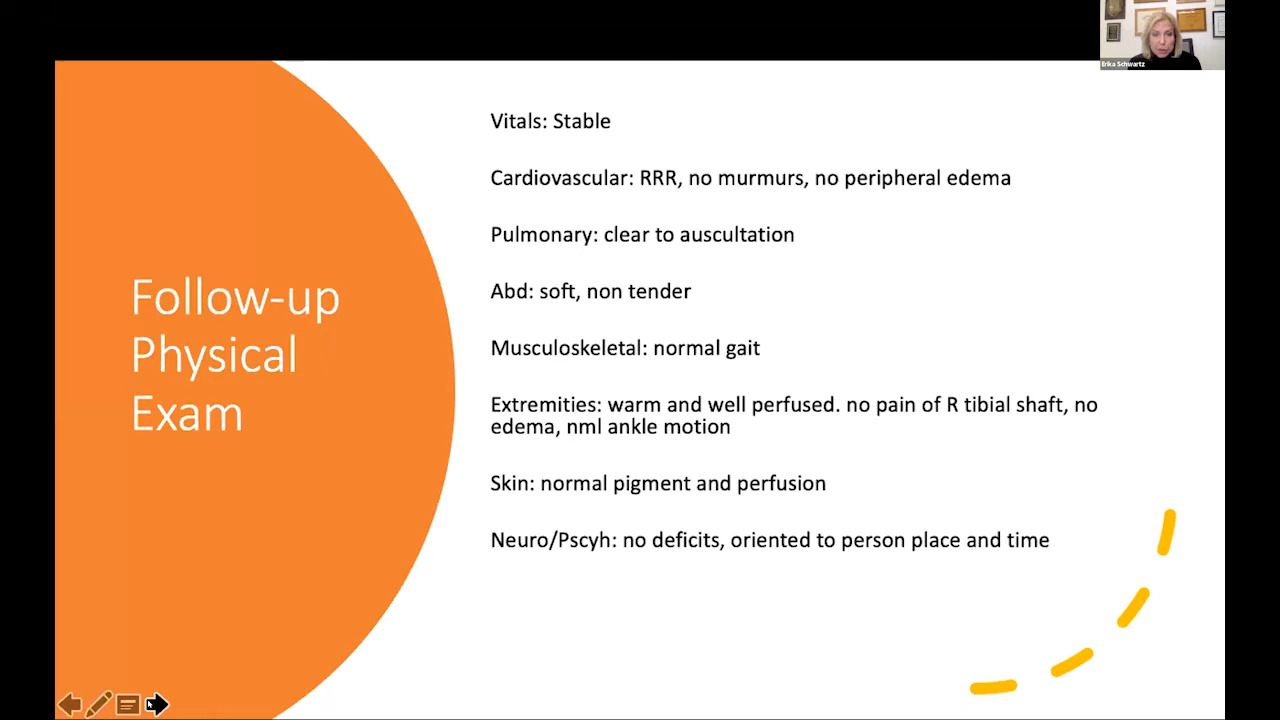 Erika Schwartz
Follow-up
Physical
Exam
Vitals: Stable
Cardiovascular: RRR, no murmurs, no peripheral edema
Pulmonary: clear to auscultation
Abd: soft, non tender
Musculoskeletal: normal gait
Extremities: warm and well perfused. no pain of R tibial shaft, no
edema, nml ankle motion
Skin: normal pigment and perfusion
Neuro/Pscyh: no deficits, oriented to person place and time